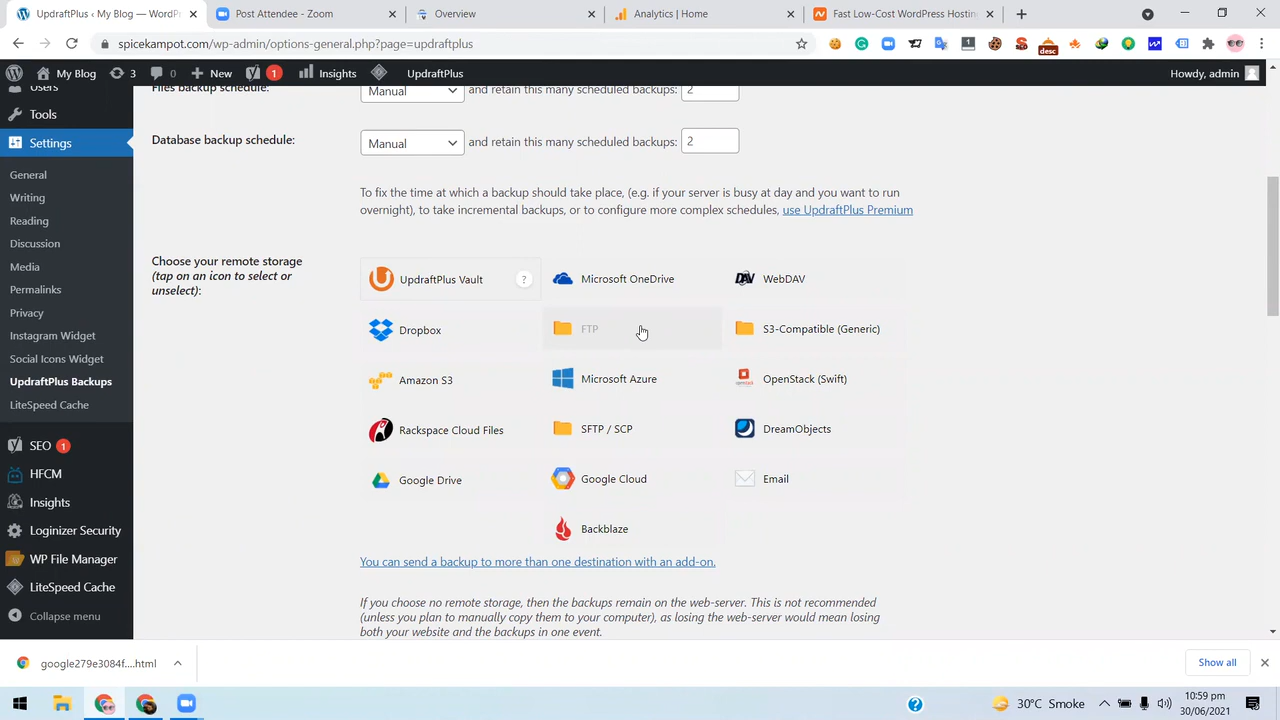 UpdraftPlus ‹ My Blog — WordPr
Post Attendee - Zoom
Overview
Analytics | Home
Fast Low-Cost WordPress Hostin
spicekampot.com/wp-admin/options-general.php?page=updraftplus
desc
My Blog
3
0
New
1
Insights
UpdraftPlus
Howdy, admin
Users
Tools
Settings
General
Writing
Reading
Discussion
Media
Permalinks
Privacy
Instagram Widget
Social Icons Widget
UpdraftPlus Backups
LiteSpeed Cache
SEO 1
HFCM
Insights
Loginizer Security
WP File Manager
LiteSpeed Cache
Collapse menu
Files backup schedule:
Manual
and retain this many scheduled backups:
2
Database backup schedule:
Manual
and retain this many scheduled backups:
2
To fix the time at which a backup should take place, (e.g. if your server is busy at day and you want to run
overnight), to take incremental backups, or to configure more complex schedules, use UpdraftPlus Premium
Choose your remote storage
(tap on an icon to select or
unselect):
UpdraftPlus Vault
?
Microsoft OneDrive
WebDAV
Dropbox
FTP
S3-Compatible (Generic)
Amazon S3
Microsoft Azure
OpenStack (Swift)
Rackspace Cloud Files
SFTP / SCP
DreamObjects
Google Drive
Google Cloud
Email
Backblaze
You can send a backup to more than one destination with an add-on.
If you choose no remote storage, then the backups remain on the web-server. This is not recommended
(unless you plan to manually copy them to your computer), as losing the web-server would mean losing
both your website and the backups in one event.
google279e3084f....html
Show all
30°C Smoke
10:59 pm
30/06/2021